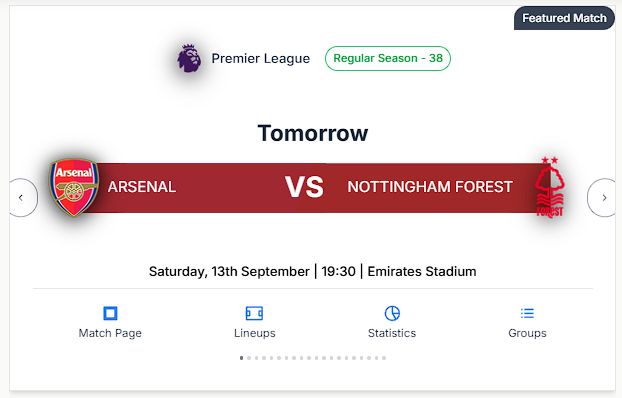 Featured Match
Premier League
Regular Season - 38
Tomorrow
Arsenal
ARSENAL
VS
NOTTINGHAM FOREST
FOREST
Saturday, 13th September | 19:30 | Emirates Stadium
Match Page
Lineups
Statistics
Groups